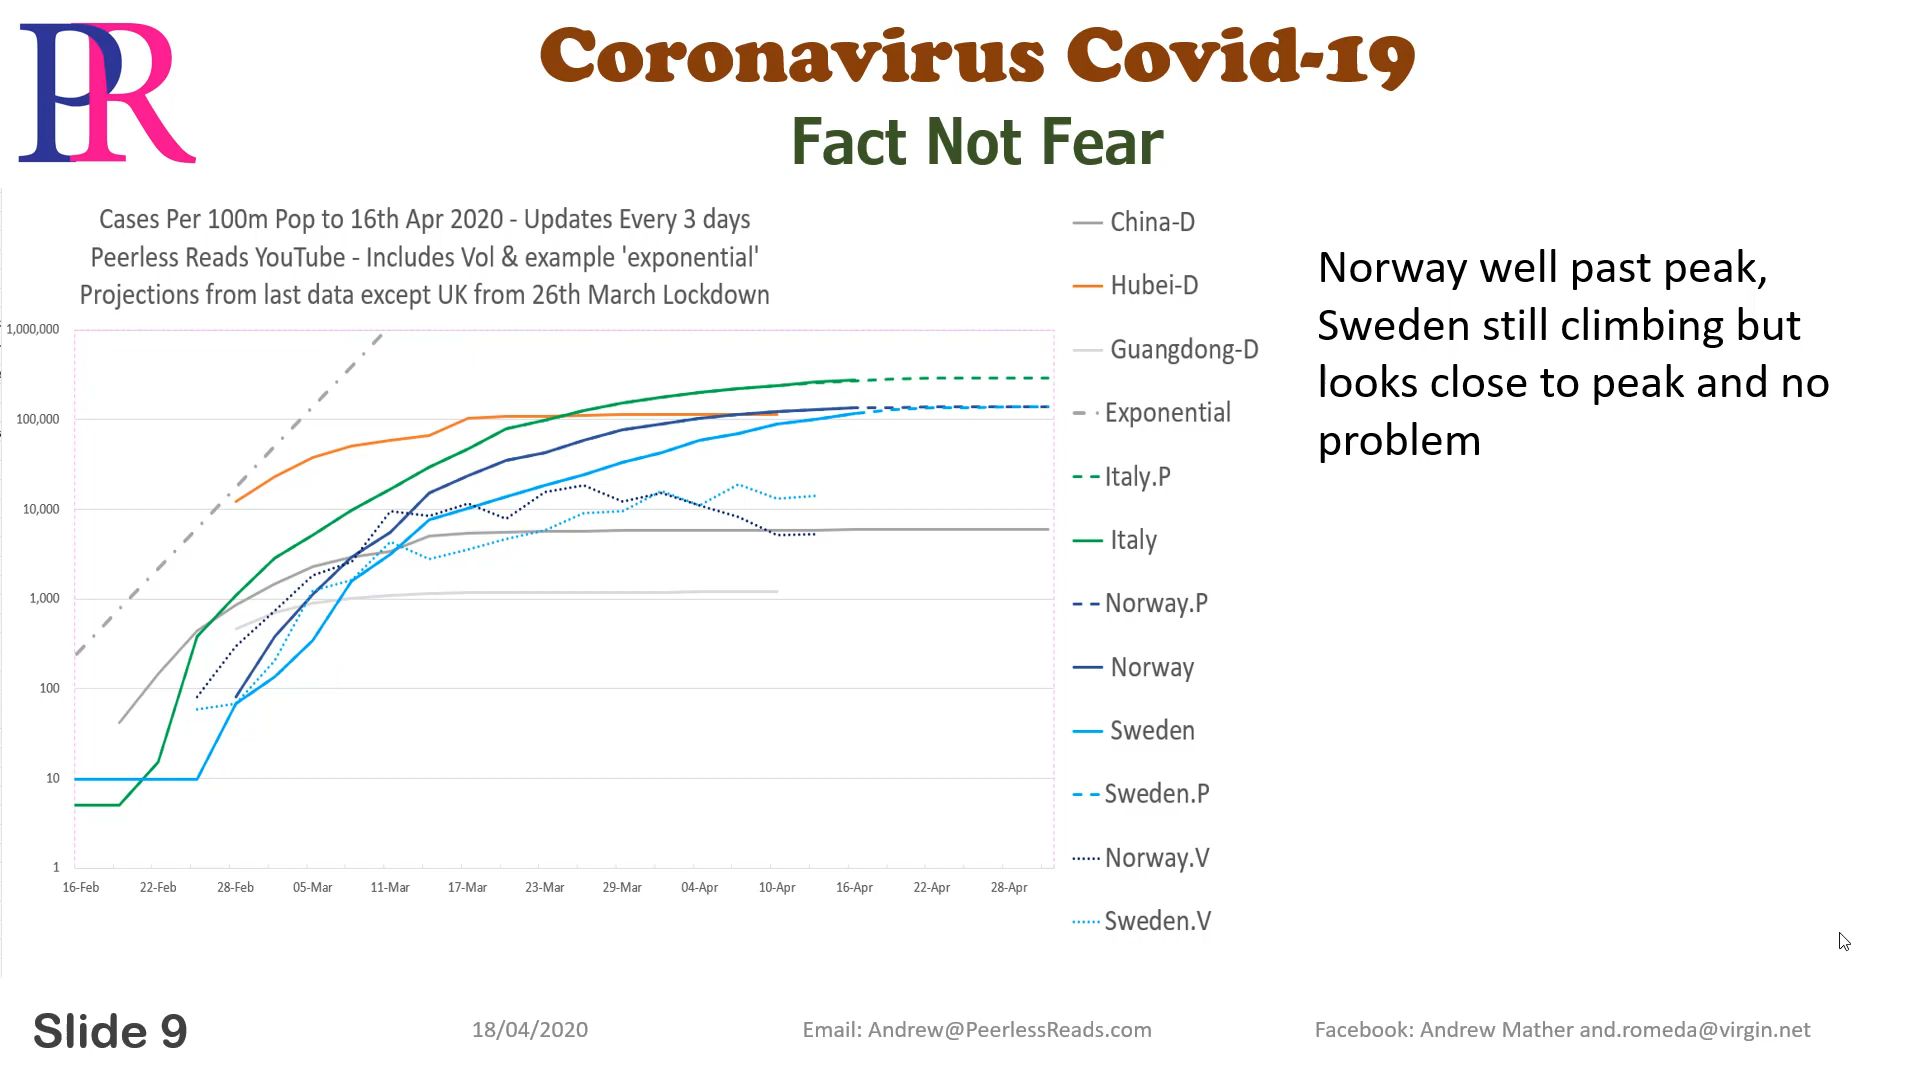 PR
Coronavirus Covid-19
Fact Not Fear
Cases Per 100m Pop to 16th Apr 2020 - Updates Every 3 days
Peerless Reads YouTube - Includes Vol & example 'exponential'
Projections from last data except UK from 26th March Lockdown
1,000,000
100,000
10,000
1,000
100
10
1
16-Feb
22-Feb
28-Feb
05-Mar
11-Mar
17-Mar
23-Mar
29-Mar
04-Apr
10-Apr
16-Apr
22-Apr
28-Apr
China-D
Hubei-D
Guangdong-D
Exponential
Italy.P
Italy
Norway.P
Norway
Sweden
Sweden.P
Norway.V
Sweden.V
Norway well past peak,
Sweden still climbing but
looks close to peak and no
problem
Slide 9
18/04/2020
Email: Andrew@PeerlessReads.com
Facebook: Andrew Mather and.romeda@virgin.net